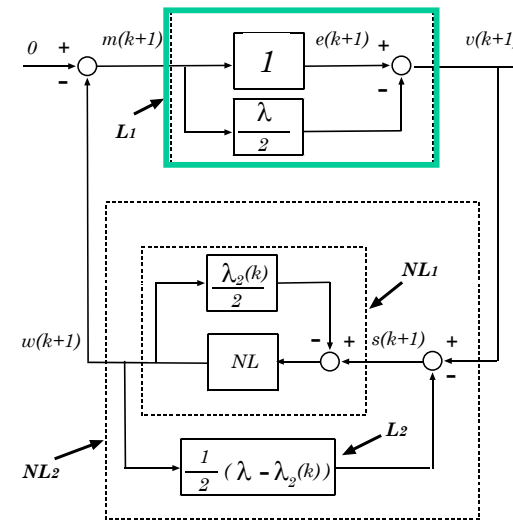 0 + m(k+1) e(k+1) + v(k+1)
- 1 -
L1
λ
2
λ2(k)
2
NL1
w(k+1) - + s(k+1) +
NL -
L2
NL2
1
2 (λ - λ2(k))